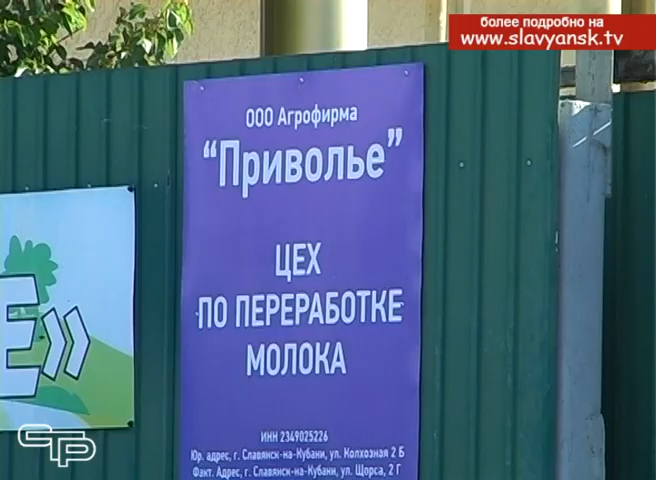 более подробно на
www.slavyansk.tv
ООО Агрофирма
“Приволье”
ЦЕХ
ПО ПЕРЕРАБОТКЕ
МОЛОКА
ИНН 2349025226
Юр. адрес, г. Славянск-на-Кубани, ул. Колхозная 2 Б
Факт. Адрес, г. Славянск-на-Кубани, ул. Щорса, 2 Г
Е»
СТР